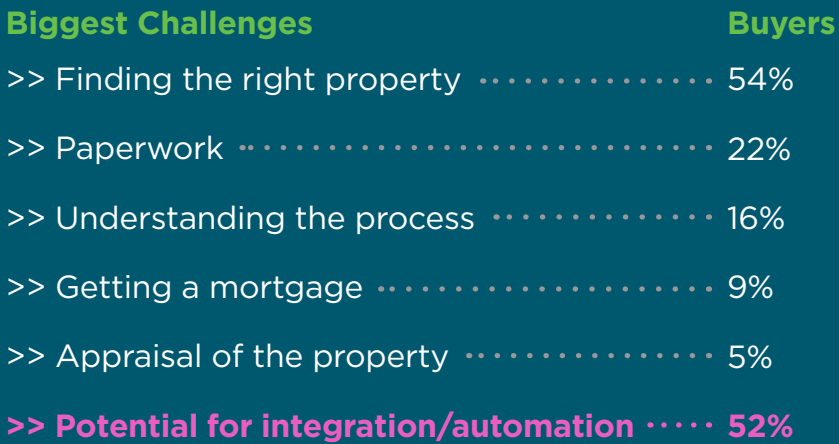 Biggest Challenges Buyers
>> Finding the right property 54%
>> Paperwork 22%
>> Understanding the process 16%
>> Getting a mortgage 9%
>> Appraisal of the property 5%
>> Potential for integration/automation 52%